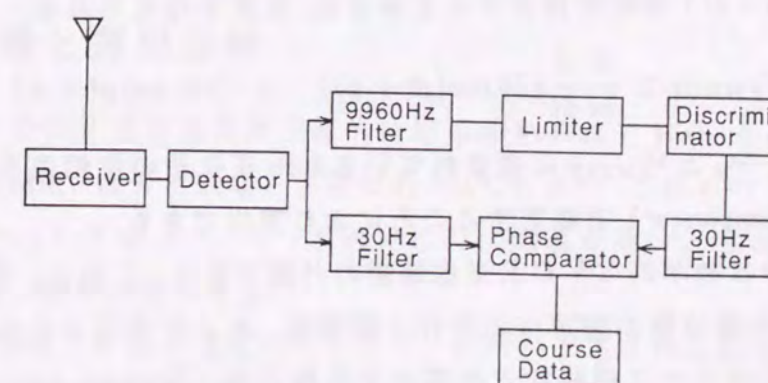 9960Hz
Filter
Limiter
Discrimi
nator
Receiver
Detector
30Hz
Filter
Phase
Comparator
30Hz
Filter
Course
Data